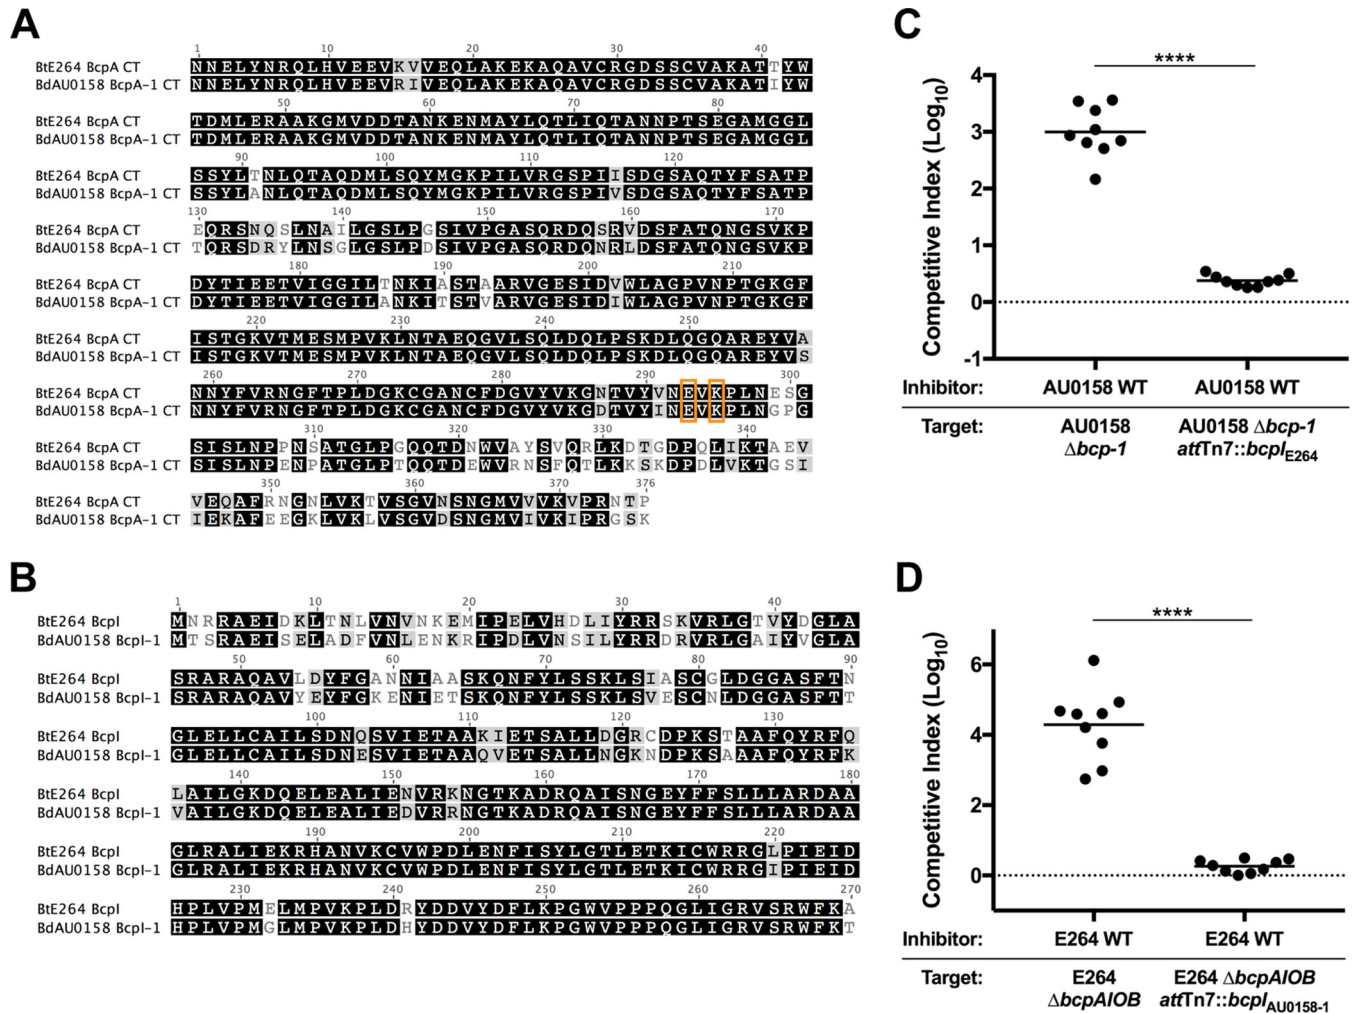 A
1 10 20 30 40
BtE264 BcpA CT NNELYNRQLHVEEVKVVEQLAKEKAQAVCRGDSSCVAKATTYW
BdAU0158 BcpA-1 CT NNELYNRQLHVEEVRIVEQLAKEKAQAVCRGDSSCVAKATIYW
50 60 70 80
BtE264 BcpA CT TDMLERAAKGMVDDTANKENMAYLQTLIQTANNPTSEGAMGGL
BdAU0158 BcpA-1 CT TDMLERAAKGMVDDTANKENMAYLQTLIQTANNPTSEGAMGGL
90 100 110 120
BtE264 BcpA CT SSYLTNLQTAQDMLSQYMGKPILVRGSPIISDGSAQTYFSATP
BdAU0158 BcpA-1 CT SSYLANLQTAQDMLSQYMGKPILVRGSPIVSDGSAQTYFSATP
130 140 150 160 170
BtE264 BcpA CT EQRSNQSLNAILGSLPGSIVPGASQRDQSRVDSFATQNGSVKP
BdAU0158 BcpA-1 CT TQRSDRYLNSGLGSLPDSIVPGASQRDQNRLDSFATQNGSVKP
180 190 200 210
BtE264 BcpA CT DYTIEETVIGGILTNKIASTAARVGESIDVWLAGPVNPTGKGF
BdAU0158 BcpA-1 CT DYTIEETVIGGILANKITSTVARVGESIDIWLAGPVNPTGKGF
220 230 240 250
BtE264 BcpA CT ISTGKVTMESMPVKLNTAEQGVLSQLDQLPSKDLQGQAREYVA
BdAU0158 BcpA-1 CT ISTGKVTMESMPVKLNTAEQGVLSQLDQLPSKDLQGQAREYVS
260 270 280 290 300
BtE264 BcpA CT NNYFVRNGFTPLDGKCGANCFDGVYVKGNTVYVNEVKPLNESG
BdAU0158 BcpA-1 CT NNYFVRNGFTPLDGKCGANCFDGVYVKGDTVYINEVKPLNGPG
310 320 330 340
BtE264 BcpA CT SISLNPPNSATGLPGQQTDNWVAYSVQRLKDTGDPQLIKTAEV
BdAU0158 BcpA-1 CT SISLNPENPATGLPTQQTDEWVRNSFQTLKKSKDPDLVKTGSI
350 360 370 376
BtE264 BcpA CT VEQAFRNGNLVKTVSGVNSNGMVVVKVPRNTP
BdAU0158 BcpA-1 CT IEKAFEEGKLVKLVSGVDSNGMVIVKIPRGSK
B
1 10 20 30 40
BtE264 BcpI MNRRAEIDKLTNLVNVNKEMIPELVHDLIYRRSKVRLGTVYDGLA
BdAU0158 BcpI-1 MTSRAEISELADFVNLENKRIPDLVNSILYRRDRVRLGAIYVGLA
50 60 70 80 90
BtE264 BcpI SRARAQAVLDYFGANNIAASKQNFYLSSKLSIASCGLDGGASFTN
BdAU0158 BcpI-1 SRARAQAVYEYFGKENIETSKQNFYLSSKLSVESCNLDGGASFTT
100 110 120 130
BtE264 BcpI GLELLCAILSDNQSVIETAAKIETSALLDGRCDPKSTAAFQYRFQ
BdAU0158 BcpI-1 GLELLCAILSDNESVIETAAQVETSALLNGKNDPKSAAAFQYRFK
140 150 160 170 180
BtE264 BcpI LAILGKDQELEALIENVRKNGTKADRQAISNGEYFFSLLLARDAA
BdAU0158 BcpI-1 VAILGKDQELEALIEDVRRNGTKADRQAISNGEYFFSLLLARDAA
190 200 210 220
BtE264 BcpI GLRALIEKRHANVKCVWPDLENFISYLGTLETKICWRRGLPIEID
BdAU0158 BcpI-1 GLRALIEKRHANVKCVWPDLENFISYLGTLETKICWRRGIPIEID
230 240 250 260 270
BtE264 BcpI HPLVPMELMPVKPLDRYDDVYDFLKPGWVPPPQGLIGRVSRWFKA
BdAU0158 BcpI-1 HPLVPMGLMPVKPLDHYDDVYDFLKPGWVPPPQGLIGRVSRWFKT
C
****
Competitive Index (Log10)
4
3
2
1
0
-1
Inhibitor: AU0158 WT AU0158 WT
Target: AU0158 AU0158 Δbcp-1
Δbcp-1 attTn7::bcpIE264
D
****
Competitive Index (Log10)
6
4
2
0
Inhibitor: E264 WT E264 WT
Target: E264 E264 ΔbcpAIOB
ΔbcpAIOB attTn7::bcpIAU0158-1